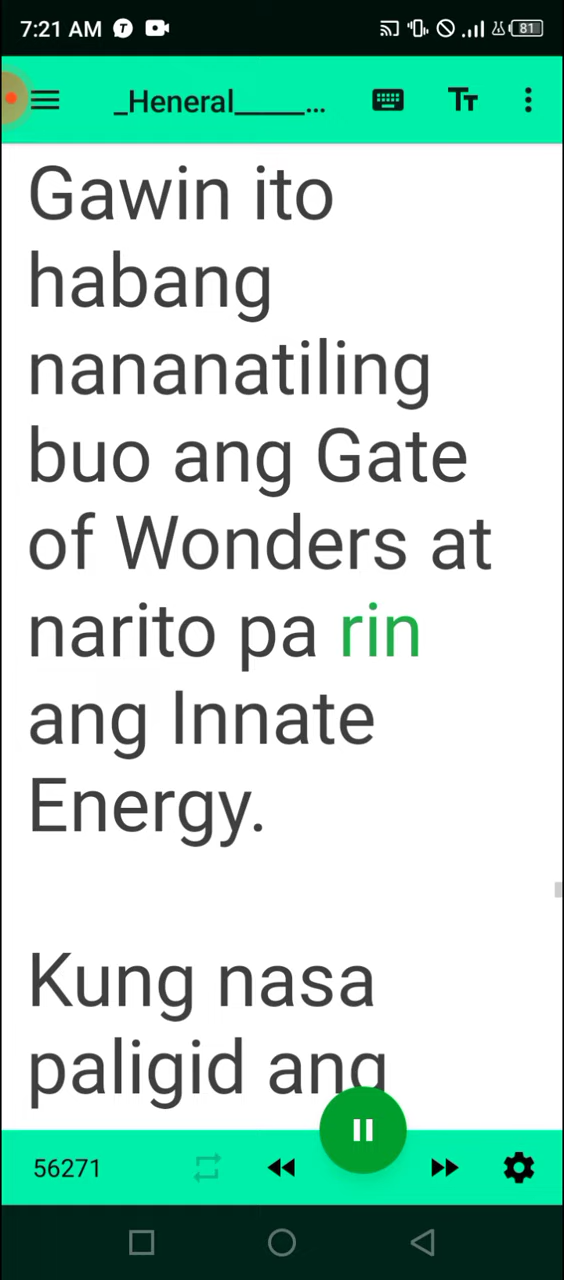 7:21 AM
81
_Heneral_____...
Gawin ito
habang
nananatiling
buo ang Gate
of Wonders at
narito pa rin
ang Innate
Energy.
Kung nasa
paligid ang
56271